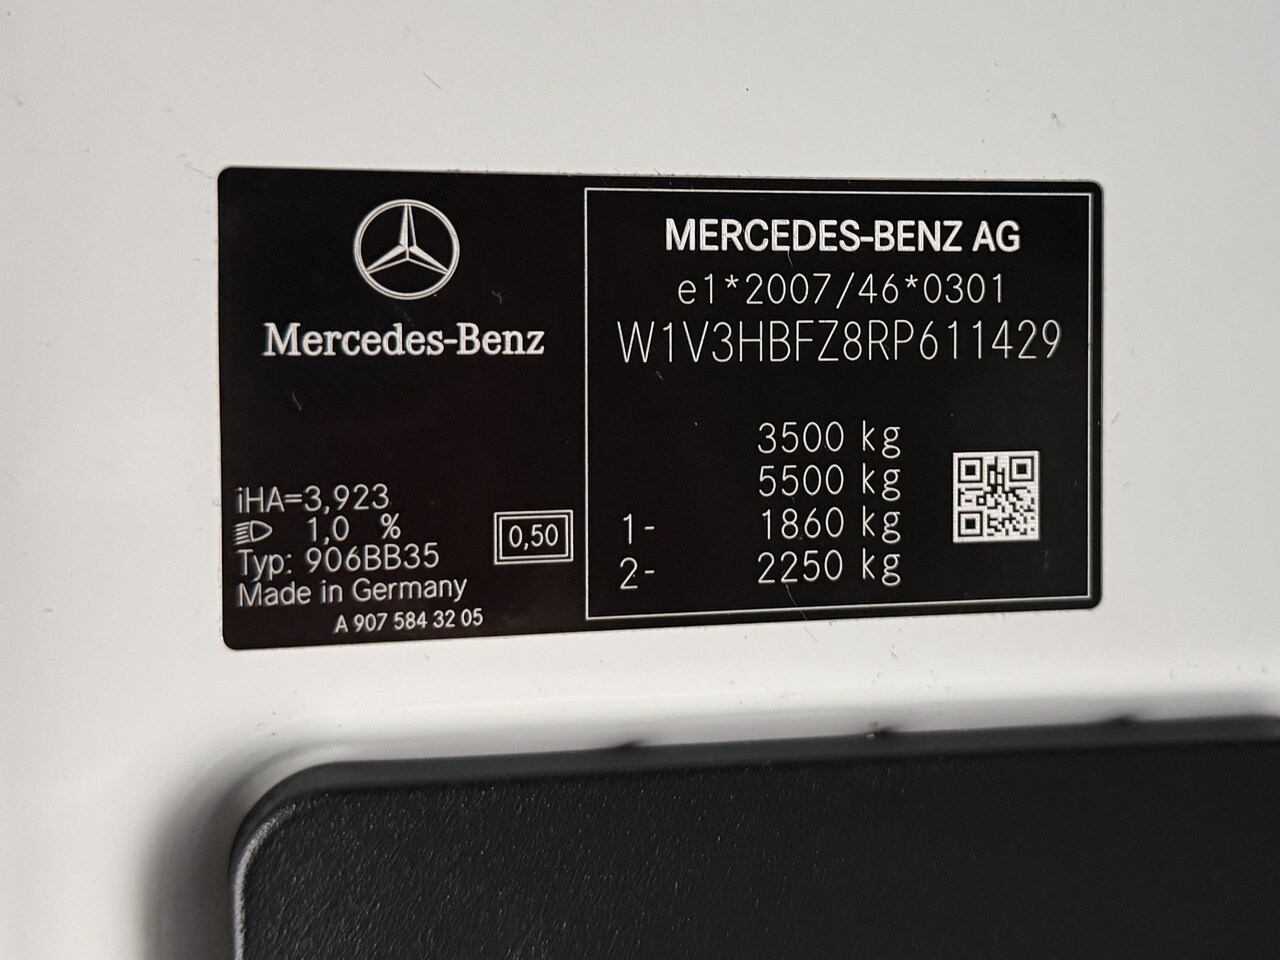 Mercedes-Benz
iHA=3,923
1,0 %
Typ: 906BB35
Made in Germany
A 907 584 32 05
0,50
MERCEDES-BENZ AG
e1*2007/46*0301
W1V3HBFZ8RP611429
3500 kg
5500 kg
1- 1860 kg
2- 2250 kg